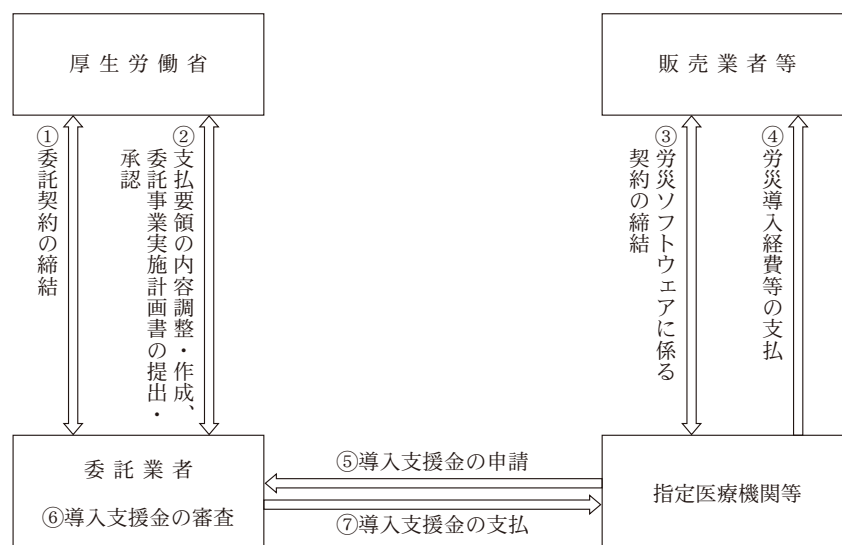 厚生労働省
販売業者等
①委託契約の締結
②支払要領の内容調整・作成、
委託事業実施計画書の提出・
承認
③労災ソフトウェアに係る
契約の締結
④労災導入経費等の支払
⑤導入支援金の申請
委託業者
⑥導入支援金の審査
⑦導入支援金の支払
指定医療機関等